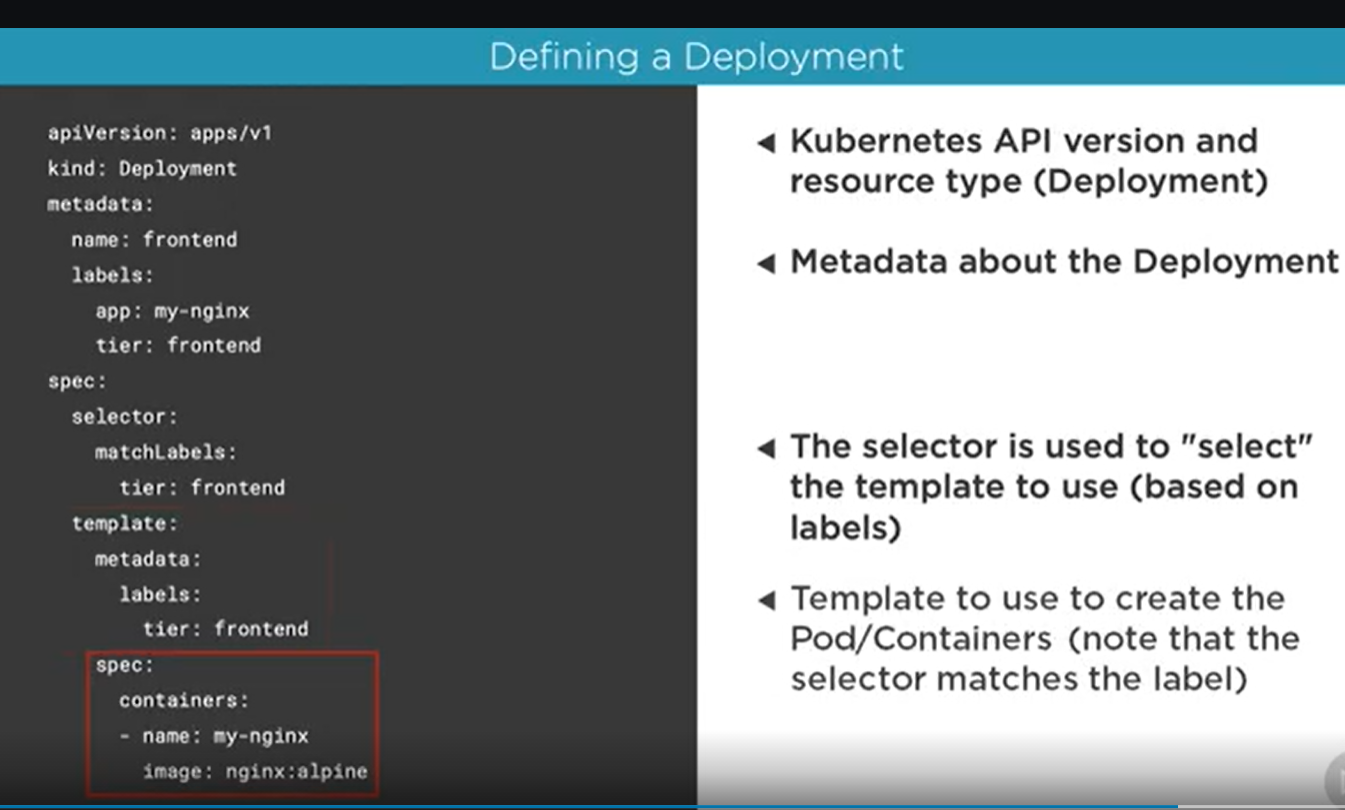 Defining a Deployment
apiVersion: apps/v1
kind: Deployment
metadata:
  name: frontend
  labels:
    app: my-nginx
    tier: frontend
spec:
  selector:
    matchLabels:
      tier: frontend
  template:
    metadata:
      labels:
        tier: frontend
    spec:
      containers:
      - name: my-nginx
        image: nginx:alpine
◀ Kubernetes API version and
resource type (Deployment)
◀ Metadata about the Deployment
◀ The selector is used to "select"
the template to use (based on
labels)
◀ Template to use to create the
Pod/Containers (note that the
selector matches the label)